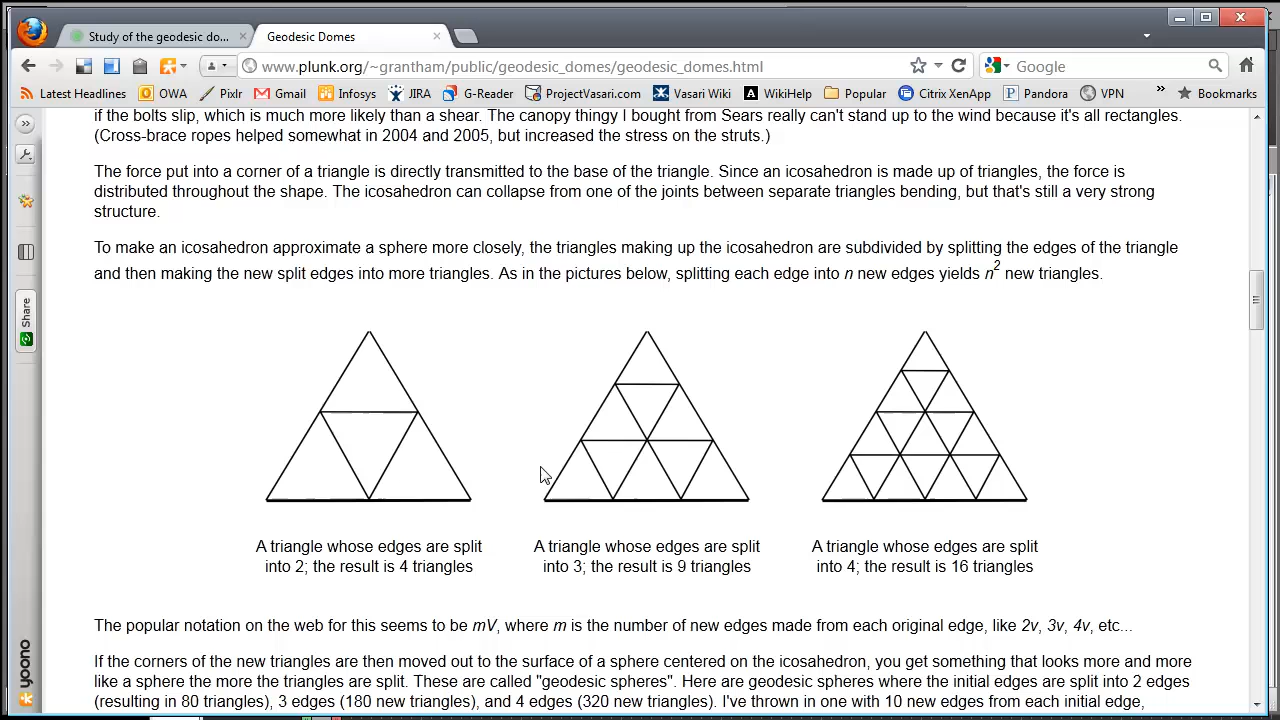 Study of the geodesic do...
Geodesic Domes
www.plunk.org/~grantham/public/geodesic_domes/geodesic_domes.html
Google
Latest Headlines
OWA
Pixlr
Gmail
Infosys
JIRA
G-Reader
ProjectVasari.com
Vasari Wiki
WikiHelp
Popular
Citrix XenApp
Pandora
VPN
Bookmarks
if the bolts slip, which is much more likely than a shear. The canopy thingy I bought from Sears really can't stand up to the wind because it's all rectangles.
(Cross-brace ropes helped somewhat in 2004 and 2005, but increased the stress on the struts.)
The force put into a corner of a triangle is directly transmitted to the base of the triangle. Since an icosahedron is made up of triangles, the force is
distributed throughout the shape. The icosahedron can collapse from one of the joints between separate triangles bending, but that's still a very strong
structure.
To make an icosahedron approximate a sphere more closely, the triangles making up the icosahedron are subdivided by splitting the edges of the triangle
and then making the new split edges into more triangles. As in the pictures below, splitting each edge into n new edges yields n² new triangles.
Share
A triangle whose edges are split
into 2; the result is 4 triangles
A triangle whose edges are split
into 3; the result is 9 triangles
A triangle whose edges are split
into 4; the result is 16 triangles
The popular notation on the web for this seems to be mV, where m is the number of new edges made from each original edge, like 2v, 3v, 4v, etc...
If the corners of the new triangles are then moved out to the surface of a sphere centered on the icosahedron, you get something that looks more and more
like a sphere the more the triangles are split. These are called "geodesic spheres". Here are geodesic spheres where the initial edges are split into 2 edges
(resulting in 80 triangles), 3 edges (180 new triangles), and 4 edges (320 new triangles). I've thrown in one with 10 new edges from each initial edge,
yoono